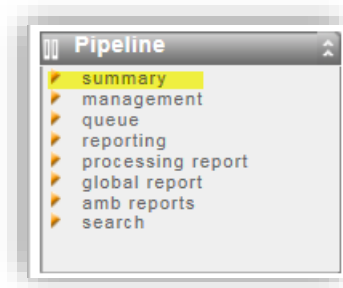 Pipeline
summary
management
queue
reporting
processing report
global report
amb reports
search